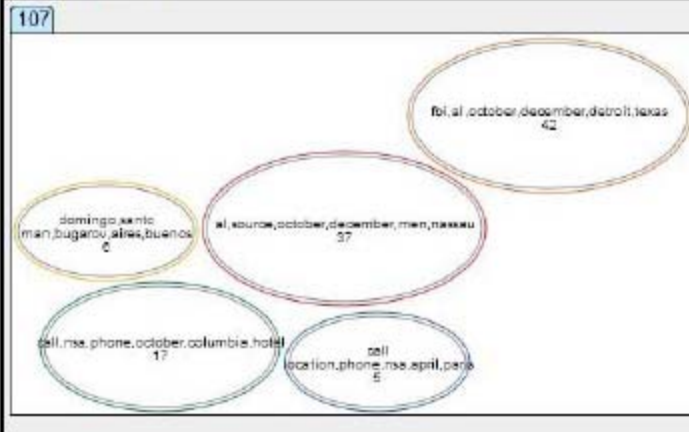 107
fbi,al,october,december,detroit,texas
42
domingo,santo
man,bugarov,aires,buenos
6
al,source,october,december,men,nassau
37
call,nsa,phone,october,columbia,hotel
17
call
location,phone,nsa,april,paris
5